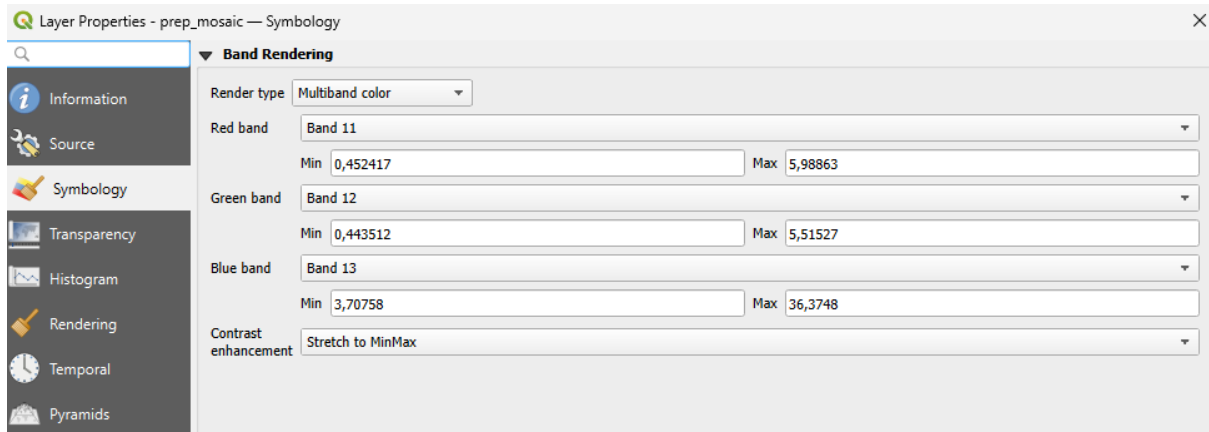 Layer Properties - prep_mosaic — Symbology
Band Rendering
Information
Source
Symbology
Transparency
Histogram
Rendering
Temporal
Pyramids
Render type Multiband color
Red band Band 11
Min 0,452417 Max 5,98863
Green band Band 12
Min 0,443512 Max 5,51527
Blue band Band 13
Min 3,70758 Max 36,3748
Contrast
enhancement Stretch to MinMax